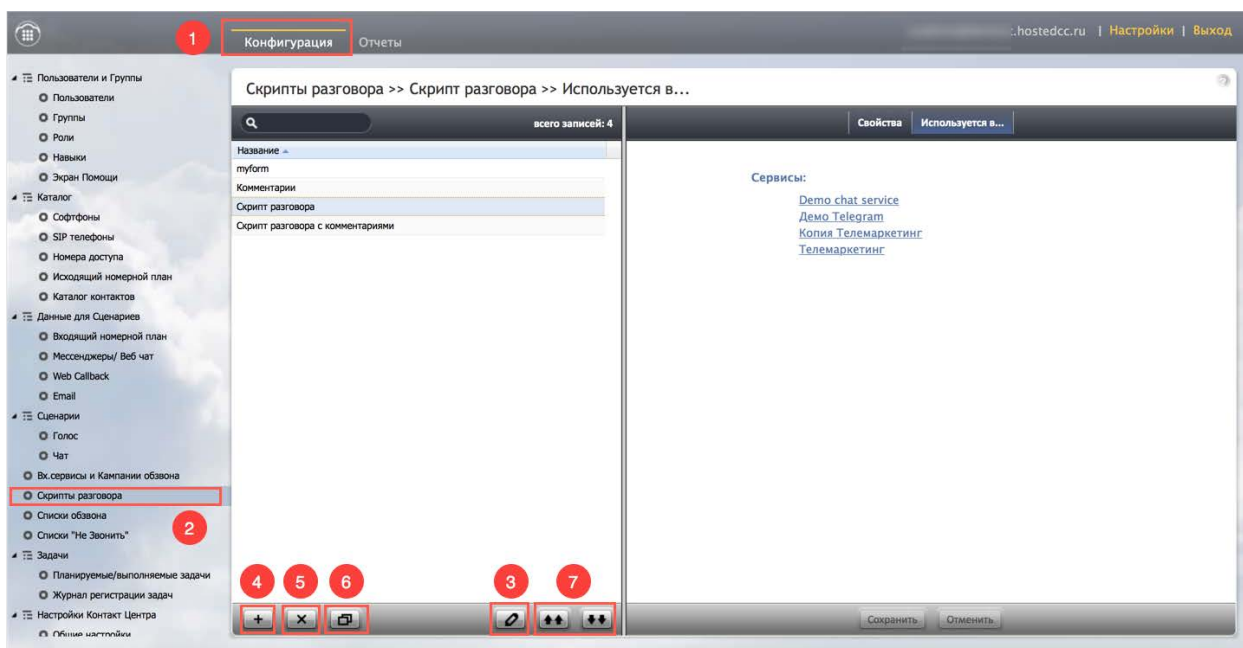 1
Конфигурация
Отчеты
:.hostedcc.ru | Настройки | Выход
Пользователи и Группы
Пользователи
Группы
Роли
Навыки
Экран Помощи
Каталог
Софтфоны
SIP телефоны
Номера доступа
Исходящий номерной план
Каталог контактов
Данные для Сценариев
Входящий номерной план
Мессенджеры/ Веб чат
Web Callback
Email
Сценарии
Голос
Чат
Вх.сервисы и Кампании обзвона
Скрипты разговора
Списки обзвона
Списки "Не Звонить"
2
Задачи
Планируемые/выполняемые задачи
Журнал регистрации задач
Настройки Контакт Центра
Общие настройки
Скрипты разговора >> Скрипт разговора >> Используется в...
всего записей: 4
Название
myform
Комментарии
Скрипт разговора
Скрипт разговора с комментариями
4 5 6 3 7
Свойства Используется в...
Сервисы:
Demo chat service
Демо Telegram
Копия Телемаркетинг
Телемаркетинг
Сохранить Отменить